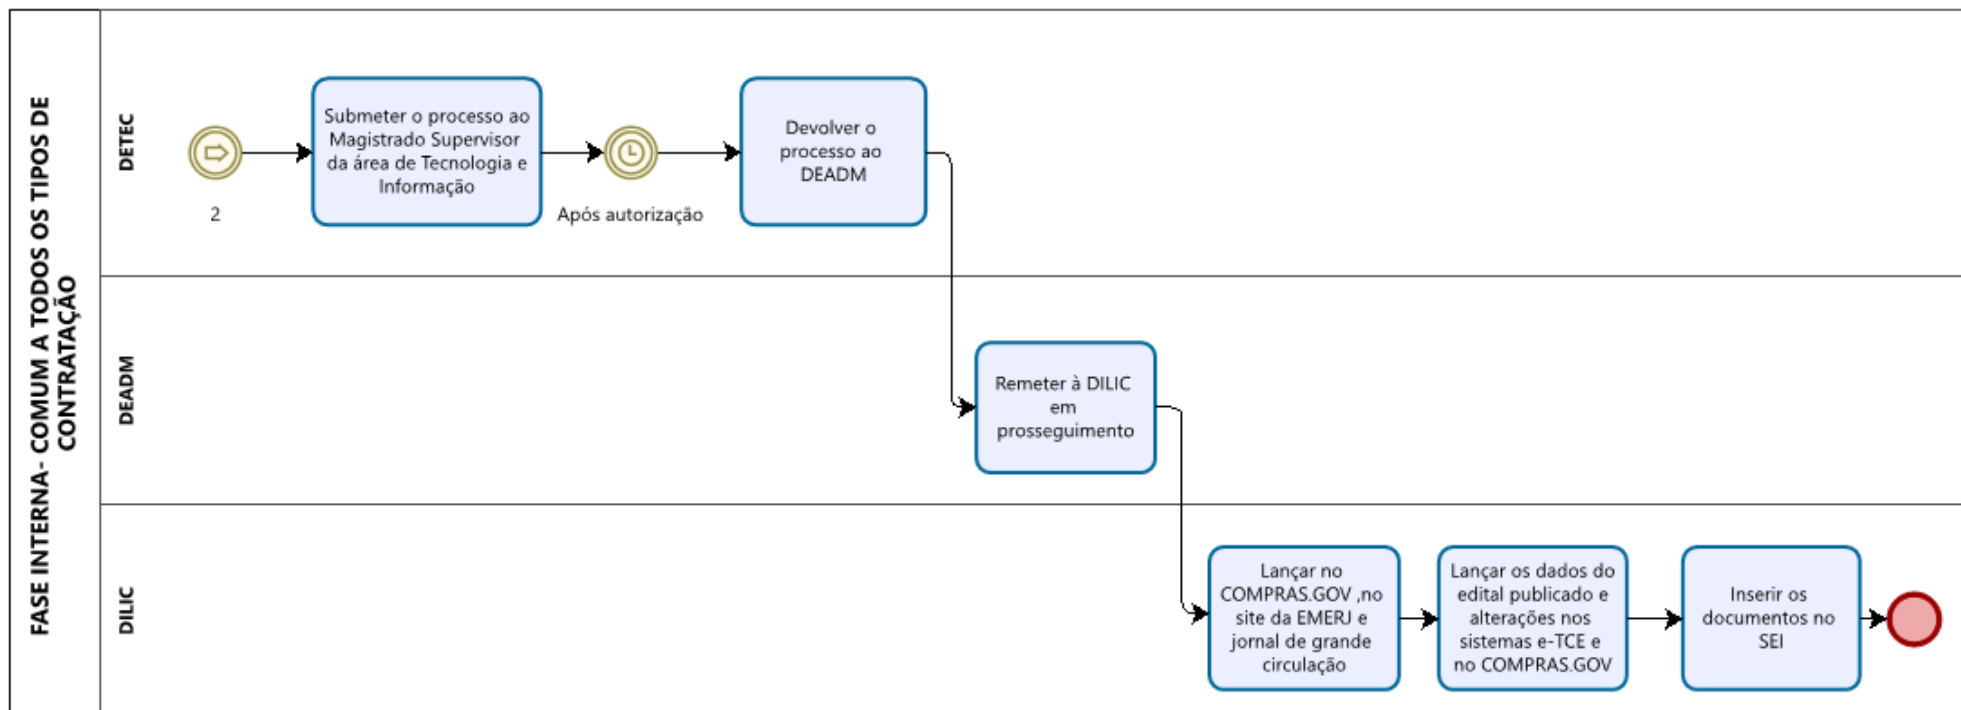 FASE INTERNA- COMUM A TODOS OS TIPOS DE
CONTRATAÇÃO
DETEC
2
Submeter o processo ao
Magistrado Supervisor
da área de Tecnologia e
Informação
Após autorização
Devolver o
processo ao
DEADM
DEADM
Remeter à DILIC
em
prosseguimento
DILIC
Lançar no
COMPRAS.GOV ,no
site da EMERJ e
jornal de grande
circulação
Lançar os dados do
edital publicado e
alterações nos
sistemas e-TCE e
no COMPRAS.GOV
Inserir os
documentos no
SEI